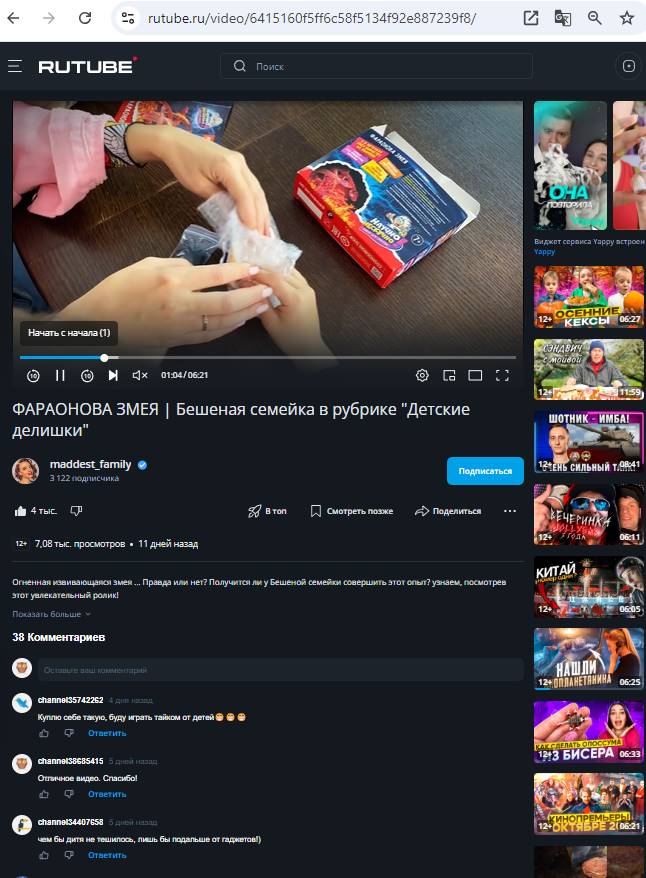 rutube.ru/video/6415160f5ff6c58f5134f92e887239f8/
RUTUBE
Поиск
НАУЧНО
Начать с начала (1)
01:04 / 06:21
ФАРАОНОВА ЗМЕЯ | Бешеная семейка в рубрике "Детские
делишки"
maddest_family
3 122 подписчика
Подписаться
4 тыс.
В топ
Смотреть позже
Поделиться
12+ 7,08 тыс. просмотров • 11 дней назад
Огненная извивающаяся змея ... Правда или нет? Получится ли у Бешеной семейки совершить этот опыт? узнаем, посмотрев
этот увлекательный ролик!
Показать больше
38 Комментариев
Оставьте ваш комментарий
channel35742262 4 дня назад
Куплю себе такую, буду играть тайком от детей😁😁😁
Ответить
channel38685415 5 дней назад
Отличное видео. Спасибо!
Ответить
channel34407658 5 дней назад
чем бы дитя не тешилось, лишь бы подальше от гаджетов!)
Ответить
ОНА
ПОВТОРИЛА
Виджет сервиса Yappy встроен
Yappy
ОСЕННИЕ
КЕКСЫ
12+ 06:27
СЭНДВИЧ
с мойвой
12+ 11:59
ШОТНИК - ИМБА!
12+ 08:41
ОЧЕНЬ СИЛЬНЫЙ
ВЕЧЕРИНКА
12+ 06:11
КИТАЙ
номер один?
12+ 06:05
НАШЛИ
12+ 06:25
КАК СДЕЛАТЬ ОПОССУМА
ИЗ БИСЕРА
12+ 06:33
КИНОПРЕМЬЕРЫ
ОКТЯБРЕ
12+ 06:21